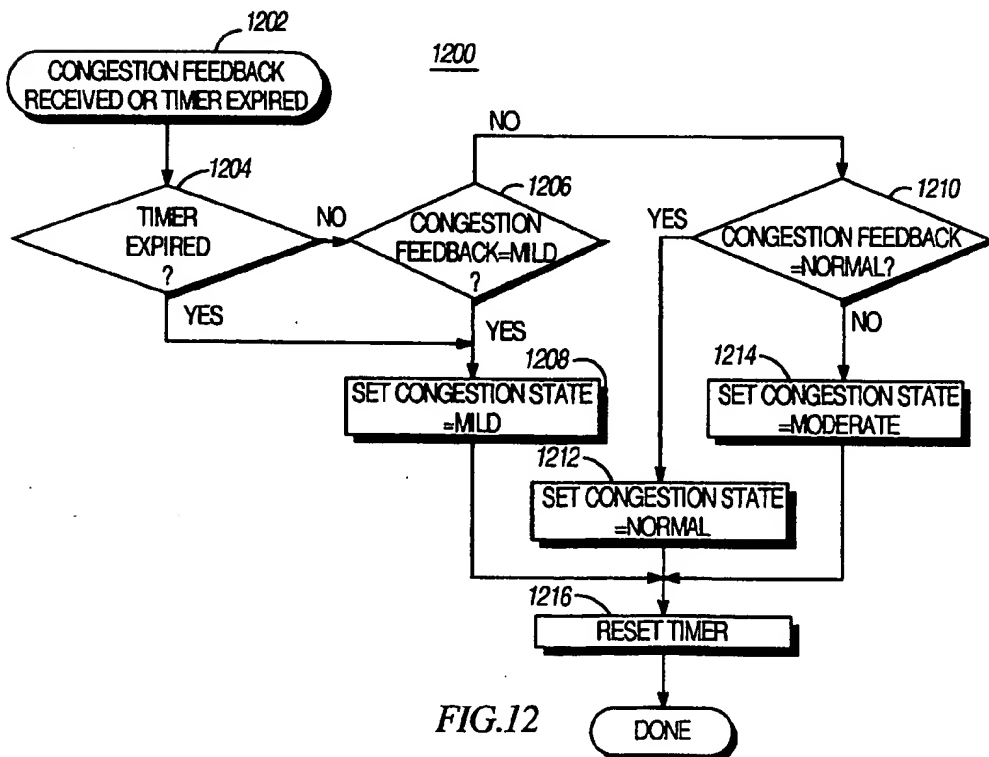 1202
1200
CONGESTION FEEDBACK
RECEIVED OR TIMER EXPIRED
NO
1204
1206
1210
TIMER
EXPIRED
?
NO
CONGESTION
FEEDBACK=MILD
?
YES
CONGESTION FEEDBACK
=NORMAL?
YES
YES
NO
1208
SET CONGESTION STATE
=MILD
1214
SET CONGESTION STATE
=MODERATE
1212
SET CONGESTION STATE
=NORMAL
1216
RESET TIMER
DONE
FIG.12